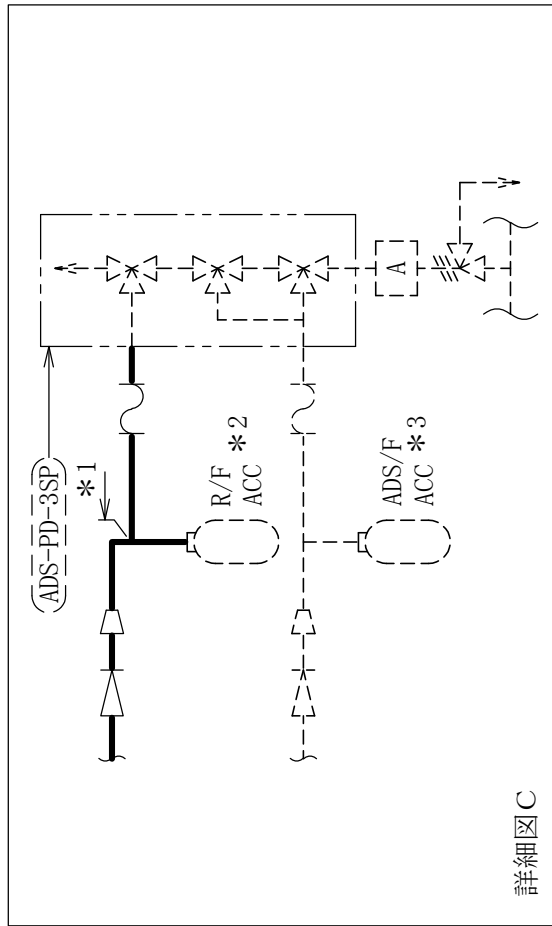 ADS-PD-3SP
*1
R/F
ACC *2
ADS/F
ACC *3
A
詳細図C